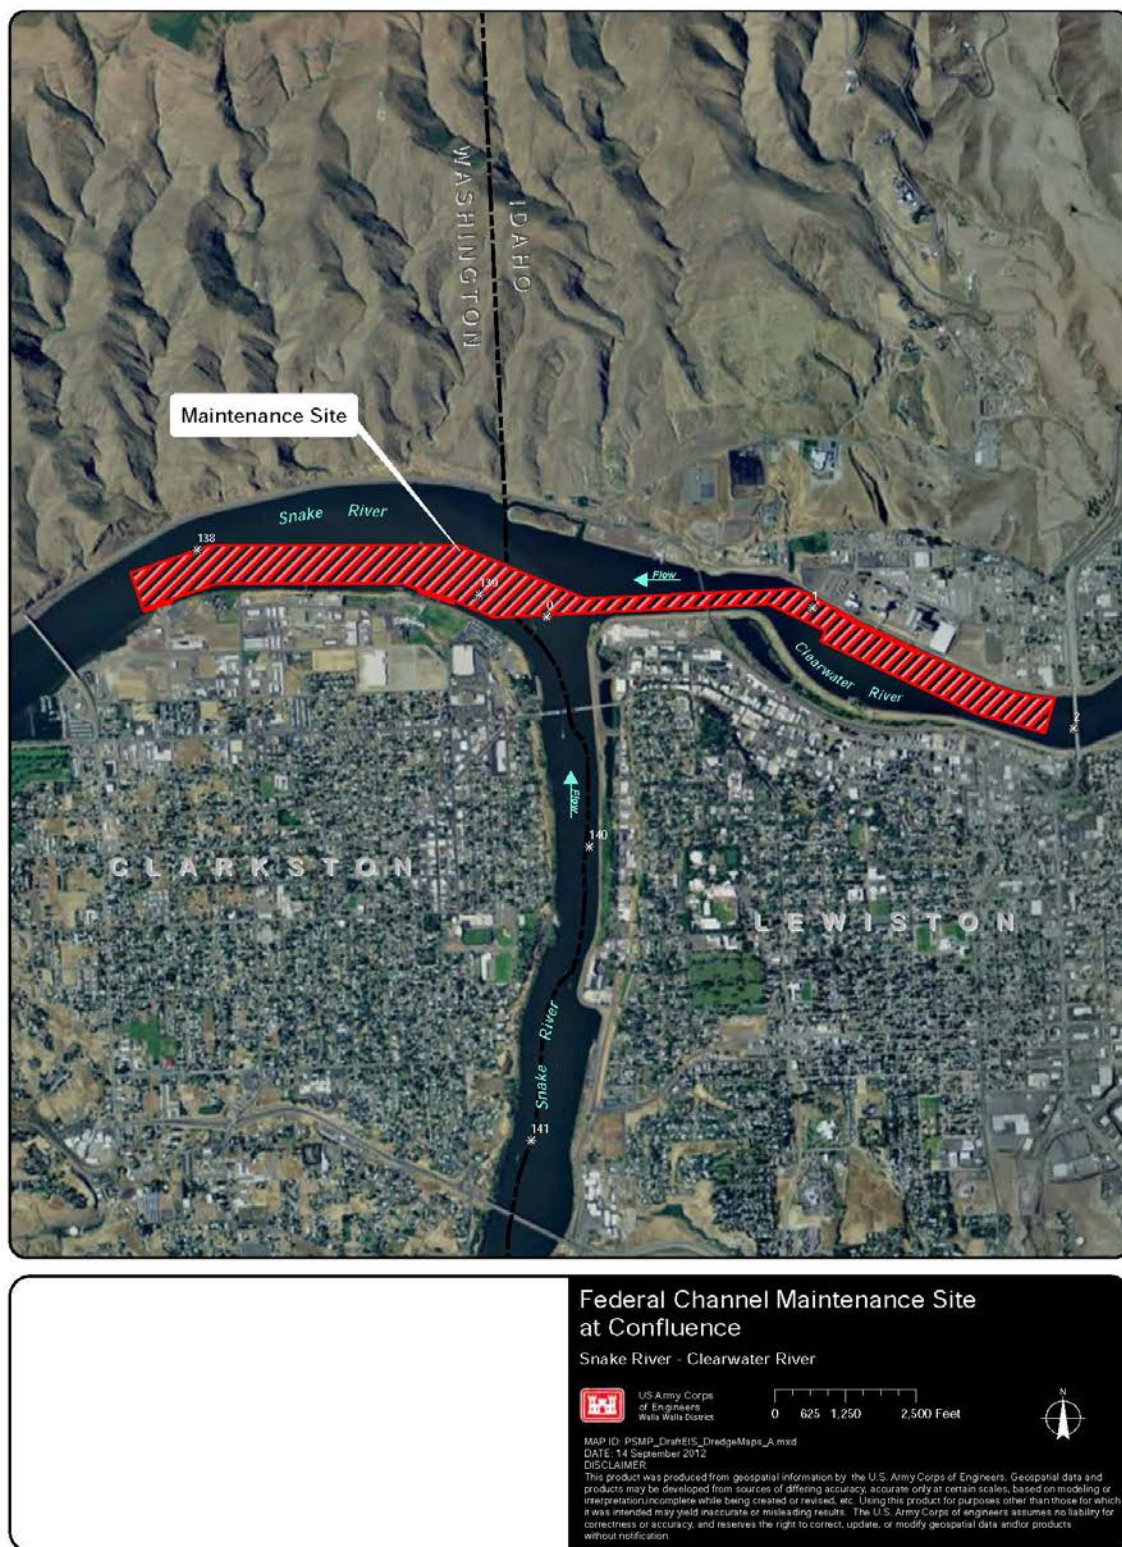 WASHINGTON
IDAHO
Maintenance Site
Snake River
138
139
0
Flow
1
Clearwater River
2
Flow
140
CLARKSTON
LEWISTON
Snake River
141
Federal Channel Maintenance Site
at Confluence
Snake River - Clearwater River
US Army Corps
of Engineers
Walla Walla District
0 625 1,250 2,500 Feet
N
MAP ID: PSMP_DraftEIS_DredgeMaps_A.mxd
DATE: 14 September 2012
DISCLAIMER
This product was produced from geospatial information by the U.S. Army Corps of Engineers. Geospatial data and
products may be developed from sources of differing accuracy, accurate only at certain scales, based on modeling or
interpretation,incomplete while being created or revised, etc. Using this product for purposes other than those for which
it was intended may yield inaccurate or misleading results. The U.S. Army Corps of engineers assumes no liability for
correctness or accuracy, and reserves the right to correct, update, or modify geospatial data and/or products
without notification.